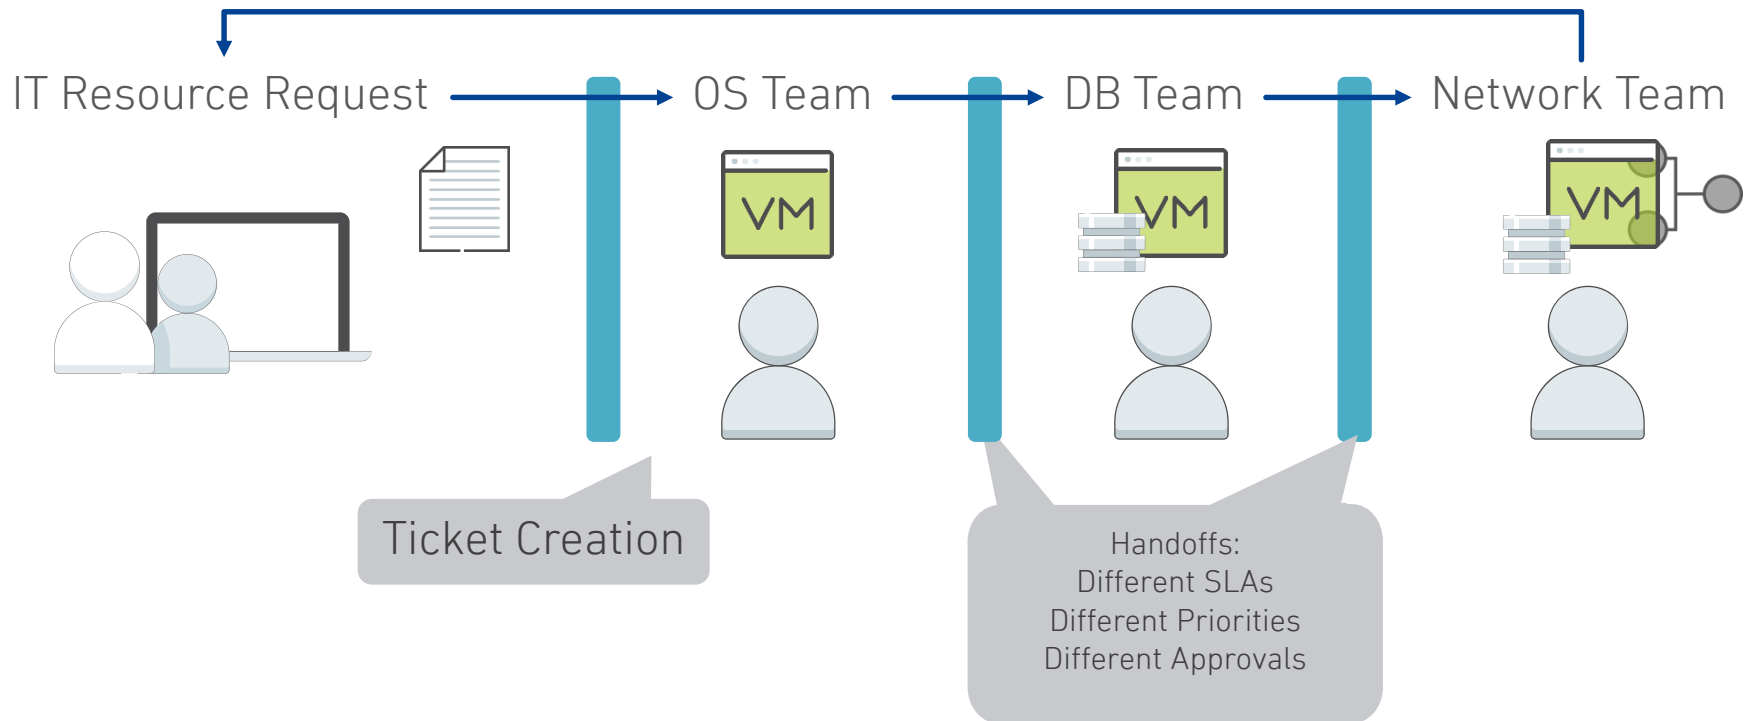 IT Resource Request
OS Team
DB Team
Network Team
VM
VM
VM
Ticket Creation
Handoffs:
Different SLAs
Different Priorities
Different Approvals